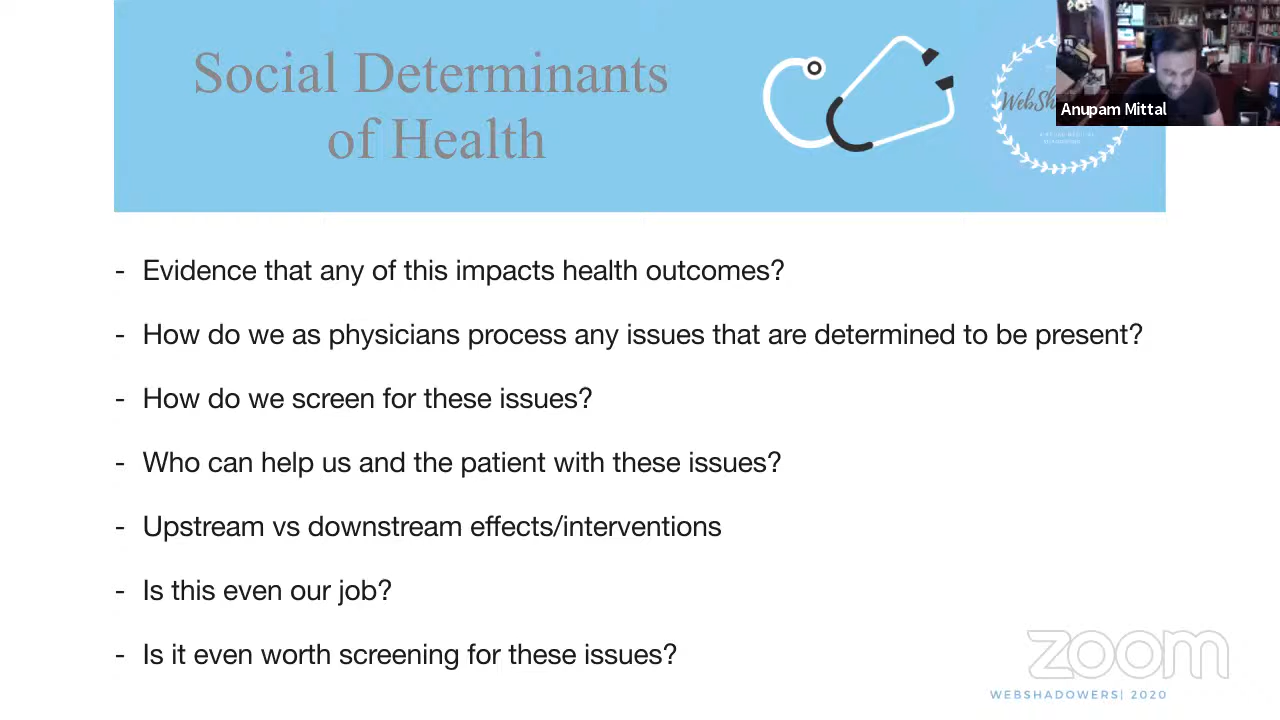 Social Determinants
of Health
WebSh
Anupam Mittal
- Evidence that any of this impacts health outcomes?
- How do we as physicians process any issues that are determined to be present?
- How do we screen for these issues?
- Who can help us and the patient with these issues?
- Upstream vs downstream effects/interventions
- Is this even our job?
- Is it even worth screening for these issues?
zoom
WEBSHADOWERS| 2020